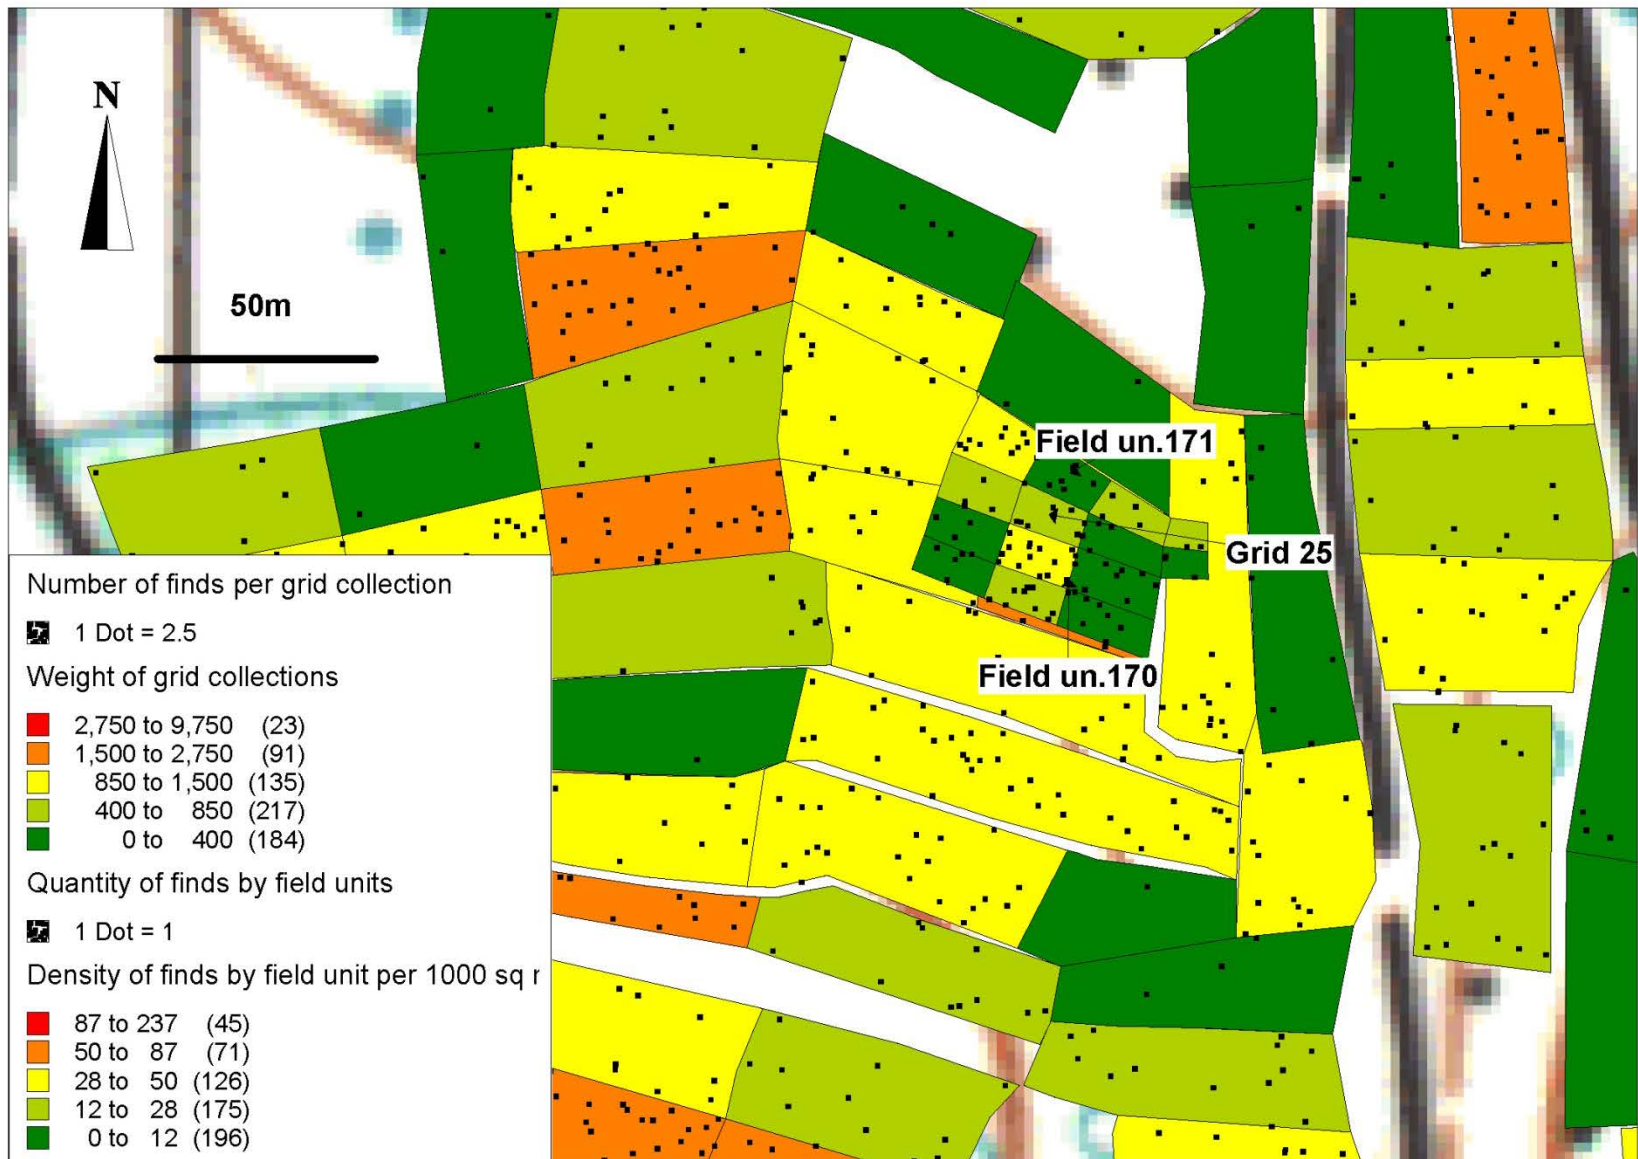 N
50m
Field un.171
Grid 25
Field un.170
Number of finds per grid collection
1 Dot = 2.5
Weight of grid collections
2,750 to 9,750 (23)
1,500 to 2,750 (91)
850 to 1,500 (135)
400 to 850 (217)
0 to 400 (184)
Quantity of finds by field units
1 Dot = 1
Density of finds by field unit per 1000 sq r
87 to 237 (45)
50 to 87 (71)
28 to 50 (126)
12 to 28 (175)
0 to 12 (196)